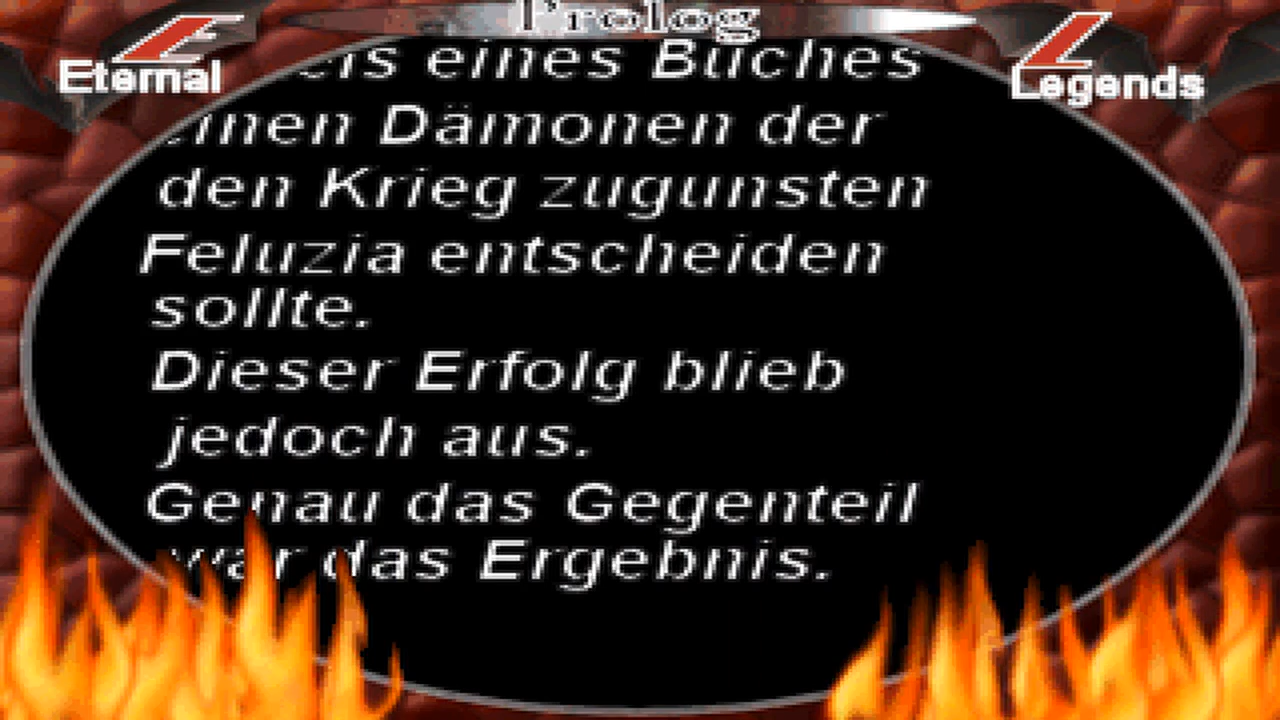 Prolog
Eternal
Legends
eines Buches
Dämonen der
den Krieg zugunsten
Feluzia entscheiden
sollte.
Dieser Erfolg blieb
jedoch aus.
Genau das Gegenteil
war das Ergebnis.